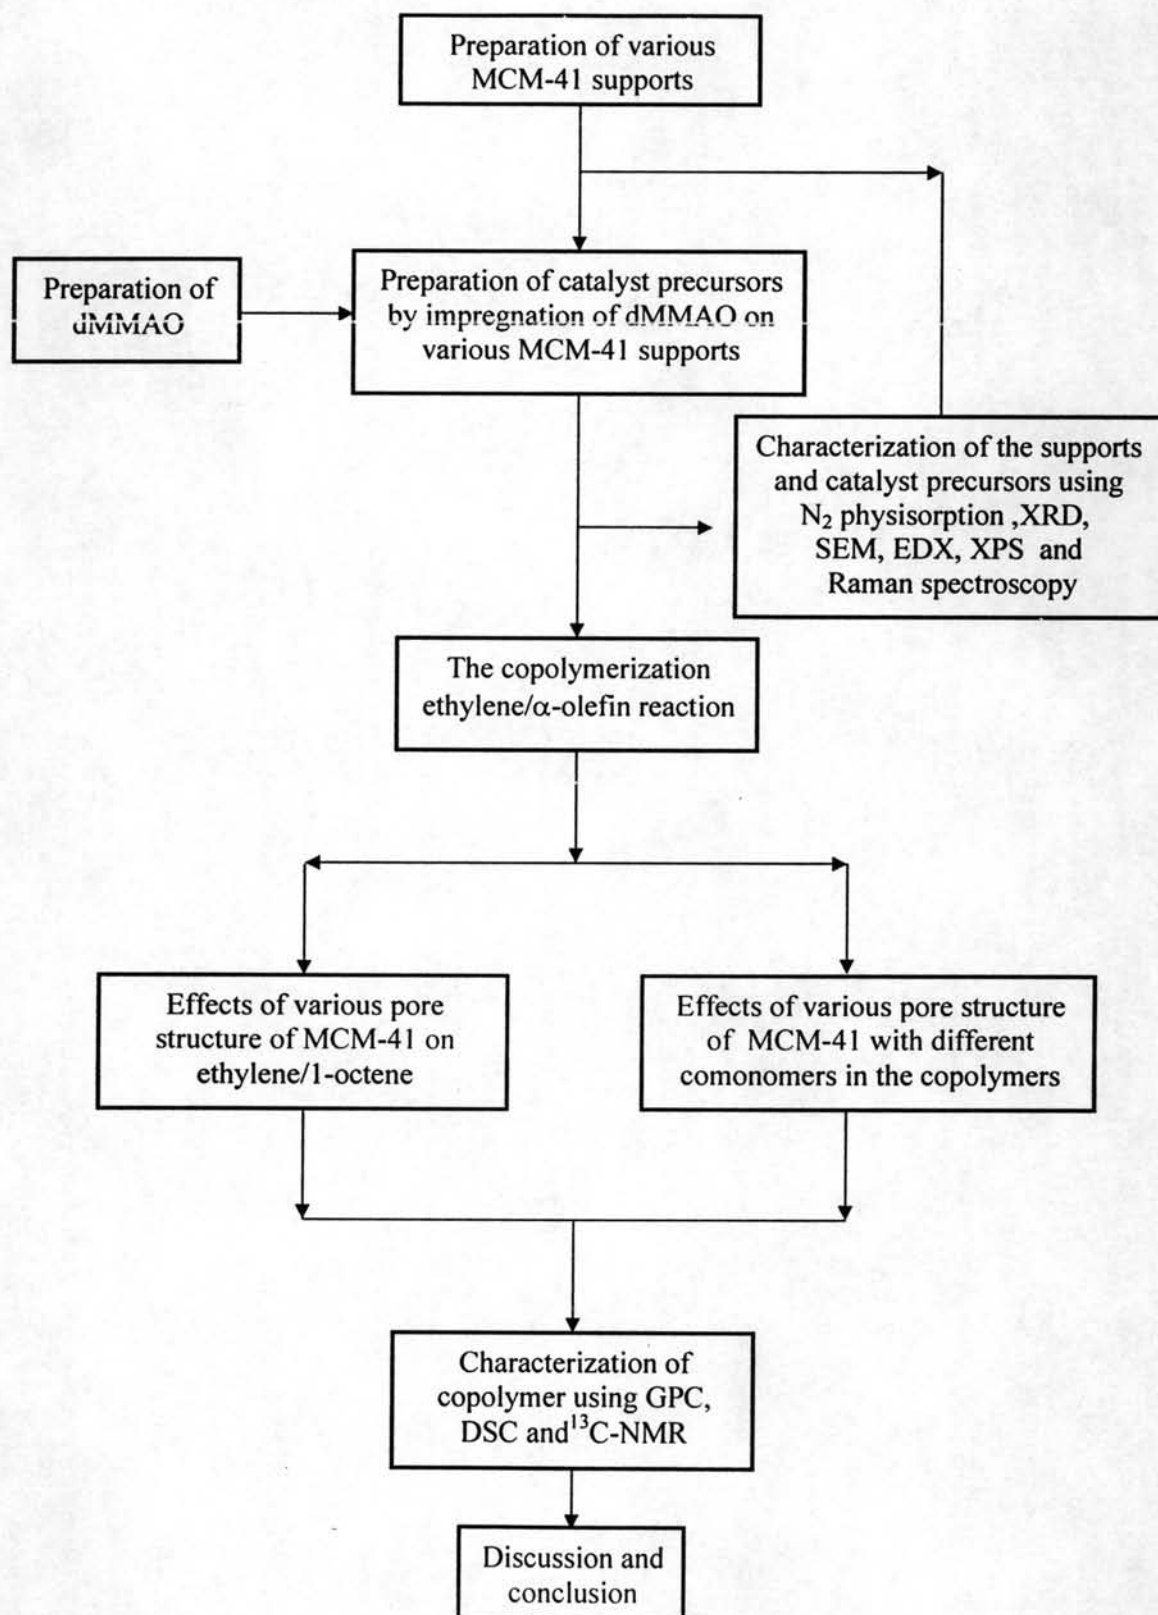 Preparation of various
MCM-41 supports
Preparation of
dMMAO
Preparation of catalyst precursors
by impregnation of dMMAO on
various MCM-41 supports
Characterization of the supports
and catalyst precursors using
N₂ physisorption ,XRD,
SEM, EDX, XPS and
Raman spectroscopy
The copolymerization
ethylene/α-olefin reaction
Effects of various pore
structure of MCM-41 on
ethylene/1-octene
Effects of various pore structure
of MCM-41 with different
comonomers in the copolymers
Characterization of
copolymer using GPC,
DSC and¹³C-NMR
Discussion and
conclusion